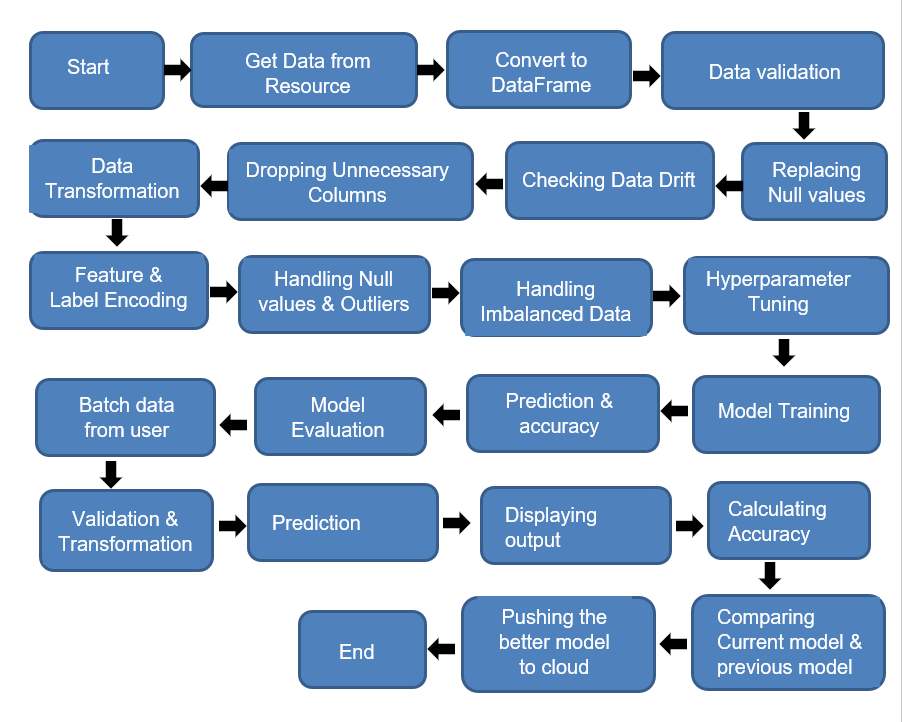 Start
Get Data from
Resource
Convert to
DataFrame
Data validation
Replacing
Null values
Checking Data Drift
Dropping Unnecessary
Columns
Data
Transformation
Feature &
Label Encoding
Handling Null
values & Outliers
Handling
Imbalanced Data
Hyperparameter
Tuning
Model Training
Prediction &
accuracy
Model
Evaluation
Batch data
from user
Validation &
Transformation
Prediction
Displaying
output
Calculating
Accuracy
Comparing
Current model &
previous model
Pushing the
better model
to cloud
End